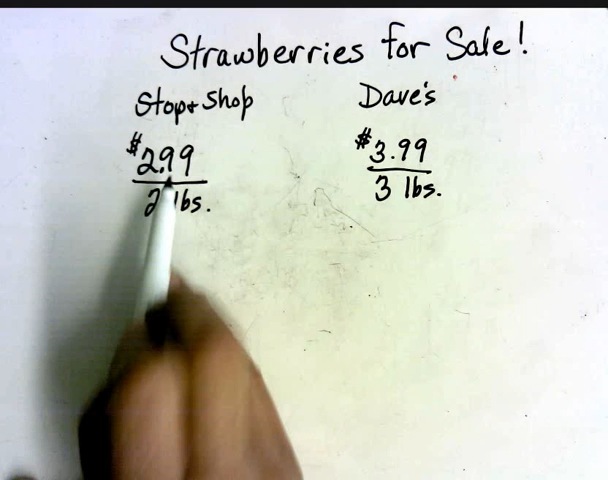 Strawberries for Sale!
Stop & Shop
Dave's
$2.99
2 lbs.
$3.99
3 lbs.